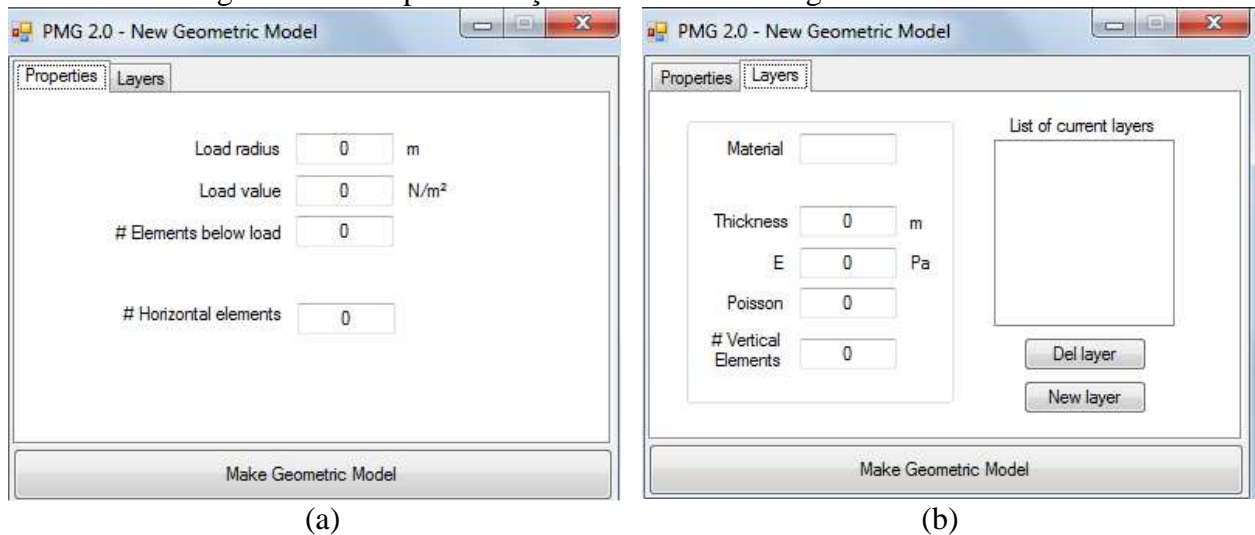 PMG 2.0 - New Geometric Model
Properties
Layers
Load radius 0 m
Load value 0 N/m²
# Elements below load 0
# Horizontal elements 0
Make Geometric Model
(a)
PMG 2.0 - New Geometric Model
Properties
Layers
Material
Thickness 0 m
E 0 Pa
Poisson 0
# Vertical
Elements 0
List of current layers
Del layer
New layer
Make Geometric Model
(b)